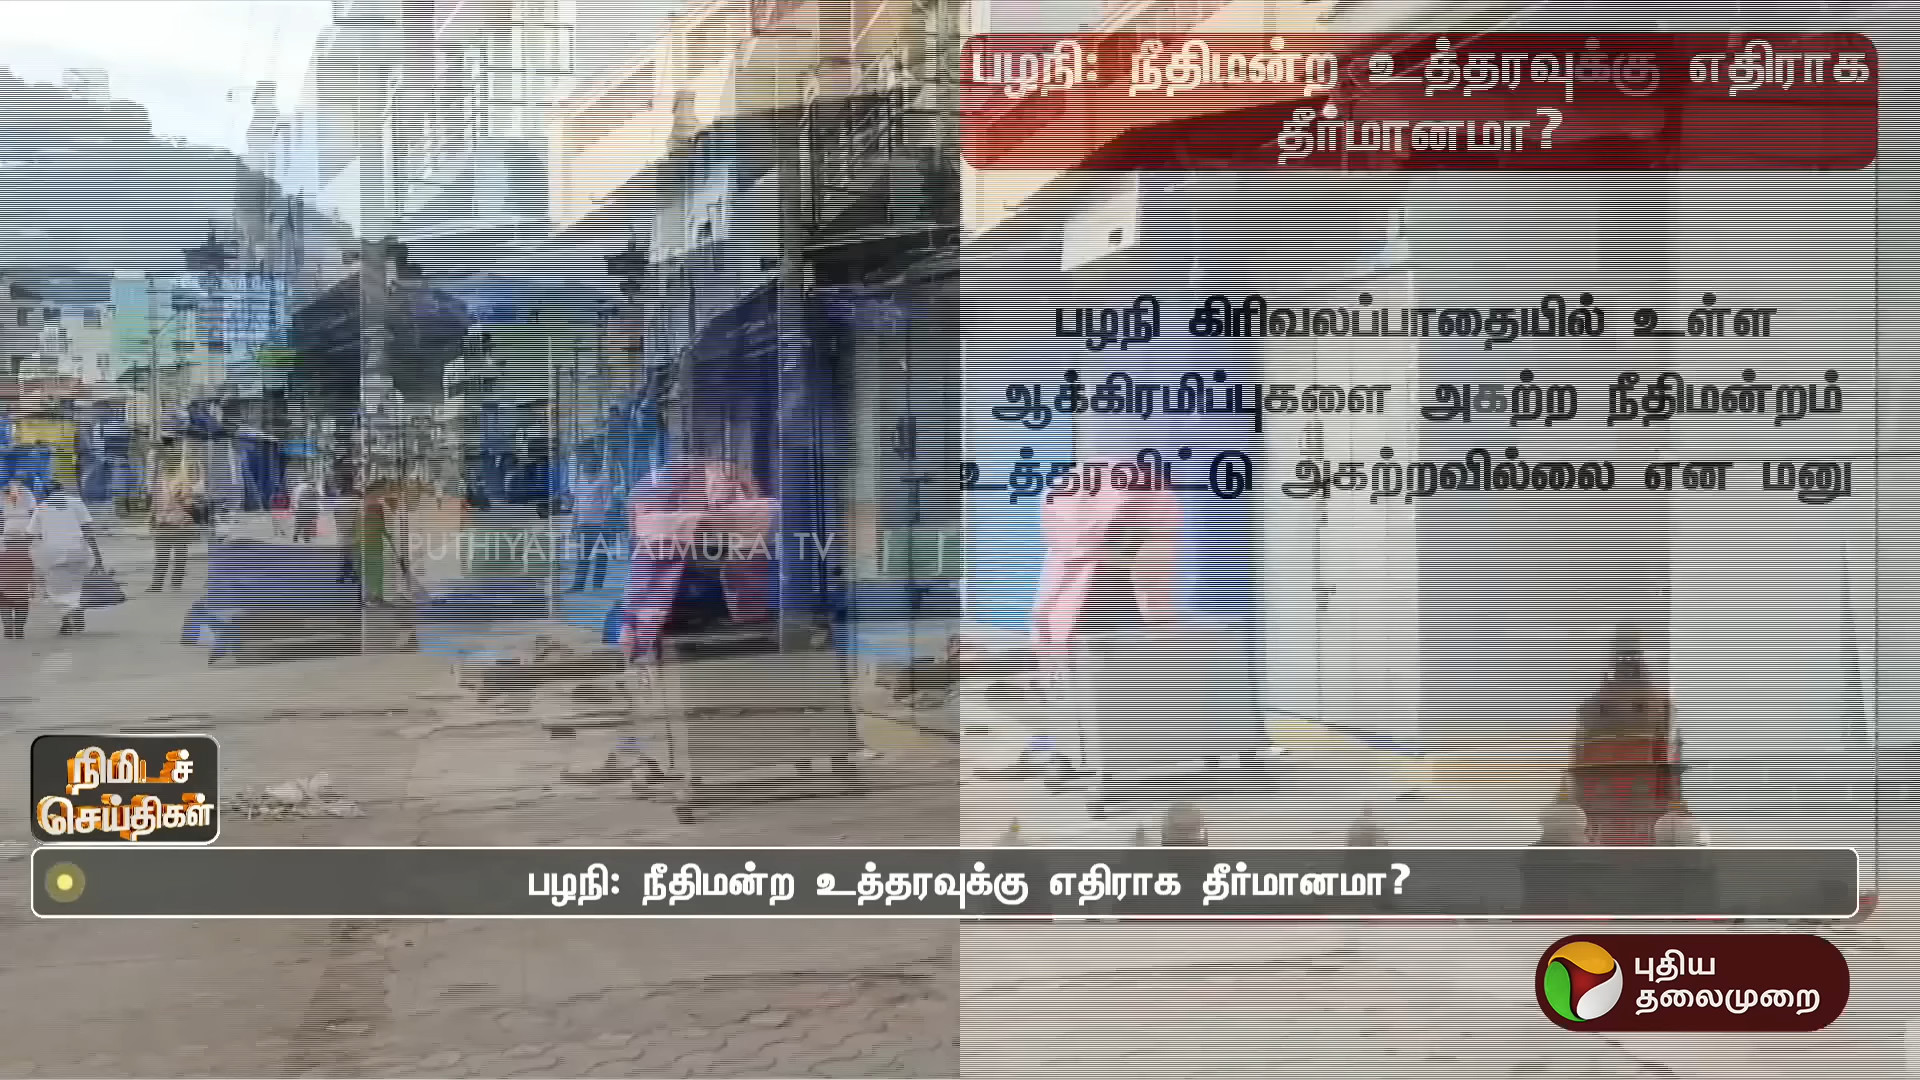 பழநி: நீதிமன்ற உத்தரவுக்கு எதிராக
தீர்மானமா?
பழநி கிரிவலப்பாதையில் உள்ள
ஆக்கிரமிப்புகளை அகற்ற நீதிமன்றம்
உத்தரவிட்டு அகற்றவில்லை என மனு
PUTHIYATHALAIMURAI TV
நிமிடச்
செய்திகள்
பழநி: நீதிமன்ற உத்தரவுக்கு எதிராக தீர்மானமா?
புதிய
தலைமுறை